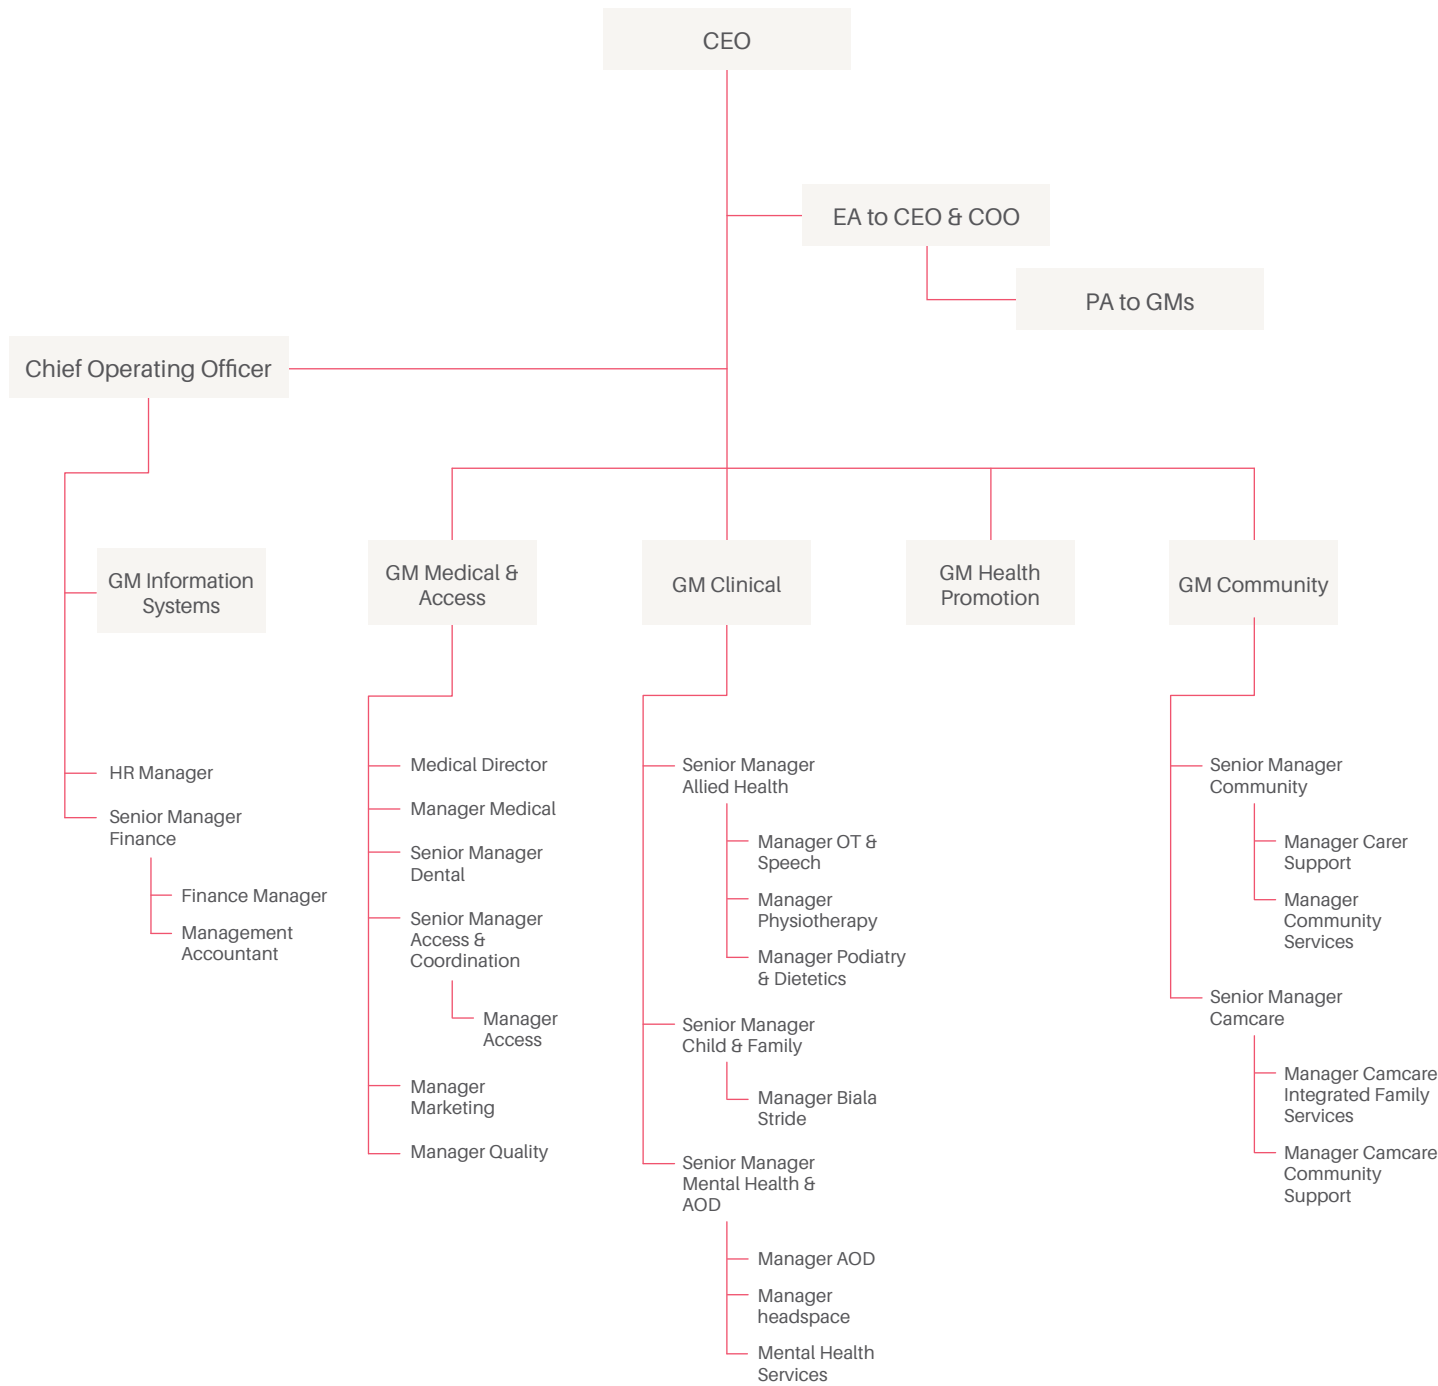 CEO
EA to CEO & COO
PA to GMs
Chief Operating Officer
GM Information
Systems
HR Manager
Senior Manager
Finance
Finance Manager
Management
Accountant
GM Medical &
Access
Medical Director
Manager Medical
Senior Manager
Dental
Senior Manager
Access &
Coordination
Manager
Access
Manager
Marketing
Manager Quality
GM Clinical
Senior Manager
Allied Health
Manager OT &
Speech
Manager
Physiotherapy
Manager Podiatry
& Dietetics
Senior Manager
Child & Family
Manager Biala
Stride
Senior Manager
Mental Health &
AOD
Manager AOD
Manager
headspace
Mental Health
Services
GM Health
Promotion
GM Community
Senior Manager
Community
Manager Carer
Support
Manager
Community
Services
Senior Manager
Camcare
Manager Camcare
Integrated Family
Services
Manager Camcare
Community
Support